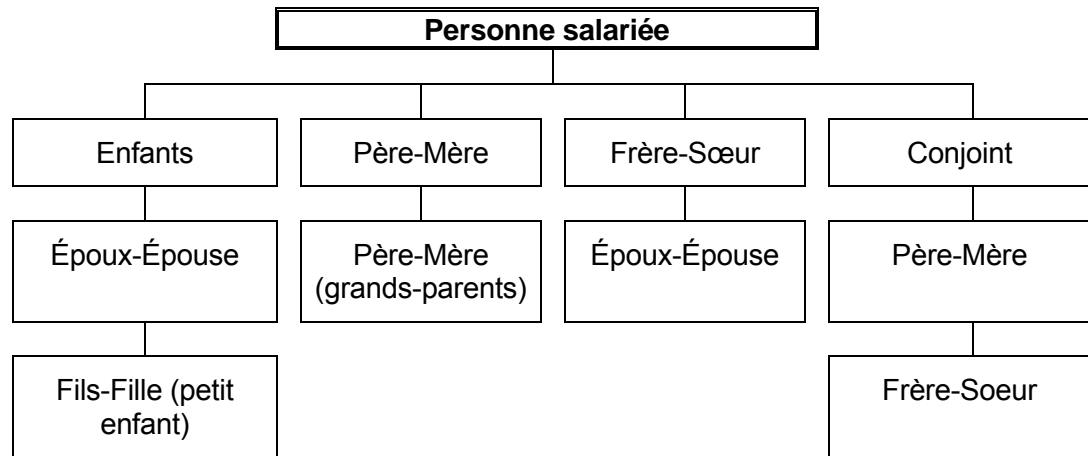 Personne salariée
Enfants
Père-Mère
Frère-Sœur
Conjoint
Époux-Épouse
Père-Mère
(grands-parents)
Époux-Épouse
Père-Mère
Fils-Fille (petit
enfant)
Frère-Soeur